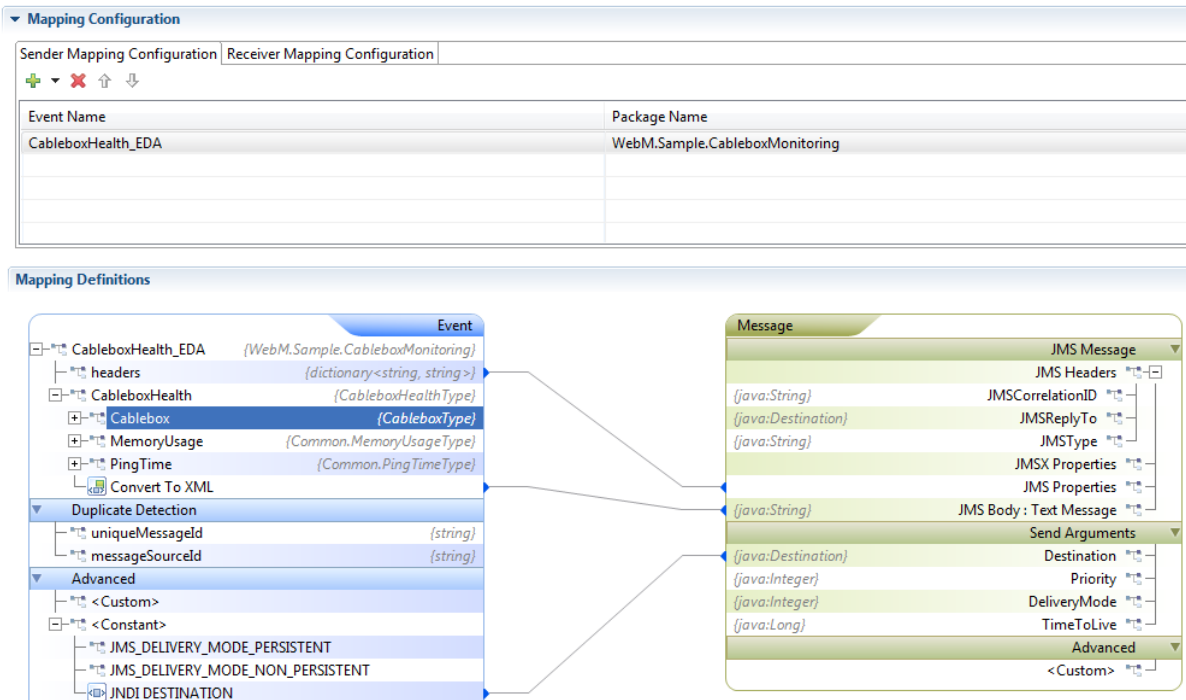 Mapping Configuration
Sender Mapping Configuration Receiver Mapping Configuration
Event Name Package Name
CableboxHealth_EDA WebM.Sample.CableboxMonitoring
Mapping Definitions
Event
CableboxHealth_EDA {WebM.Sample.CableboxMonitoring}
headers {dictionary<string, string>}
CableboxHealth {CableboxHealthType}
Cablebox {CableboxType}
MemoryUsage {Common.MemoryUsageType}
PingTime {Common.PingTimeType}
Convert To XML
Duplicate Detection
uniqueMessageId {string}
messageSourceId {string}
Advanced
<Custom>
<Constant>
JMS_DELIVERY_MODE_PERSISTENT
JMS_DELIVERY_MODE_NON_PERSISTENT
JNDI DESTINATION
Message
JMS Message
JMS Headers
{java:String} JMSCorrelationID
{java:Destination} JMSReplyTo
{java:String} JMSType
JMSX Properties
JMS Properties
{java:String} JMS Body : Text Message
Send Arguments
{java:Destination} Destination
{java:Integer} Priority
{java:Integer} DeliveryMode
{java:Long} TimeToLive
Advanced
<Custom>